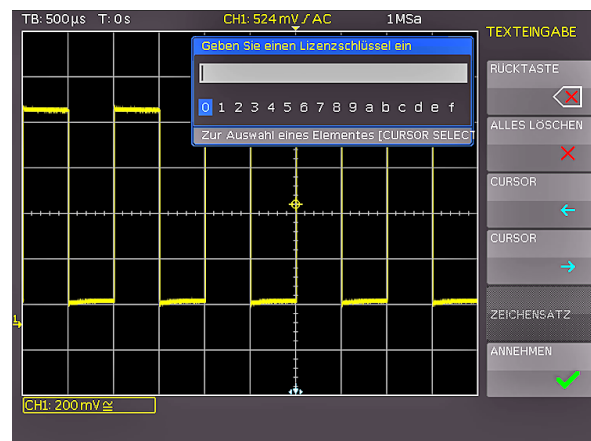 TB: 500µs T: 0s CH1: 524 mV ∫ AC 1MSa
TEXTEINGABE
Geben Sie einen Lizenzschlüssel ein
0 1 2 3 4 5 6 7 8 9 a b c d e f
Zur Auswahl eines Elementes [CURSOR SELECT
RÜCKTASTE
ALLES LÖSCHEN
CURSOR
CURSOR
ZEICHENSATZ
ANNEHMEN
1
CH1: 200 mV ≅